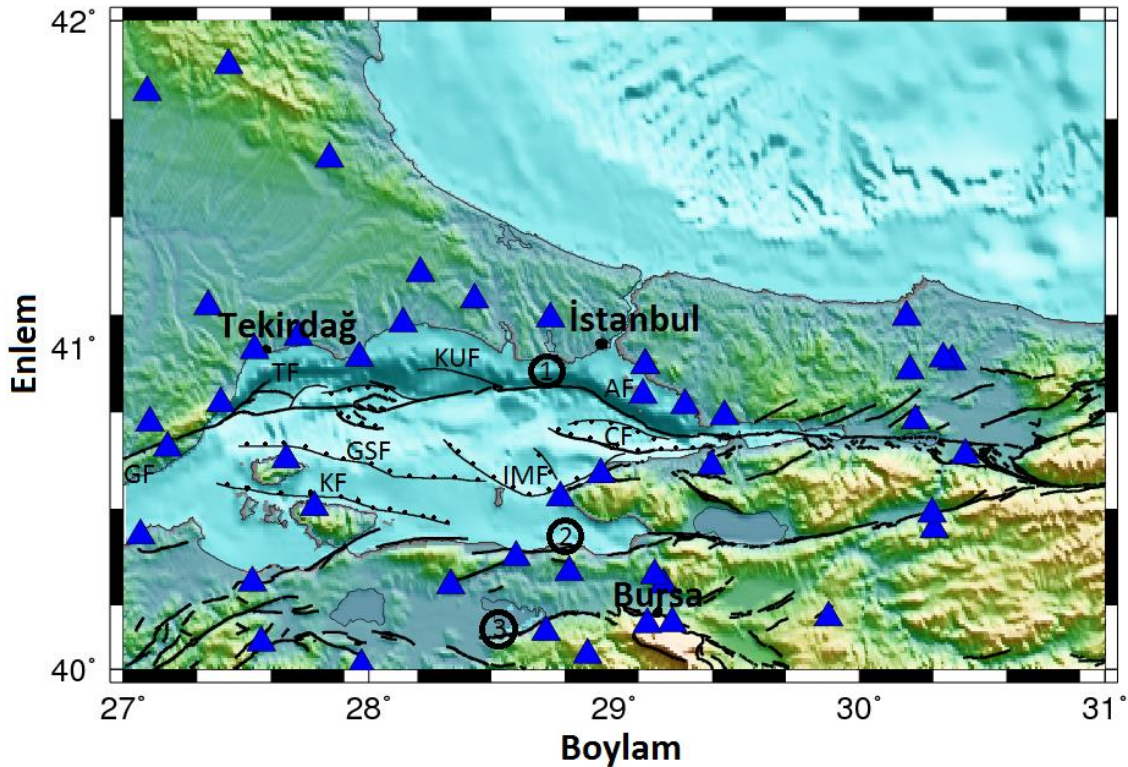 42°
Tekirdağ
İstanbul
41°
KUF
1
TF
AF
ÇF
GSF
GF
IMF
KF
2
Bursa
3
40°
27°
28°
29°
30°
31°
Enlem
Boylam